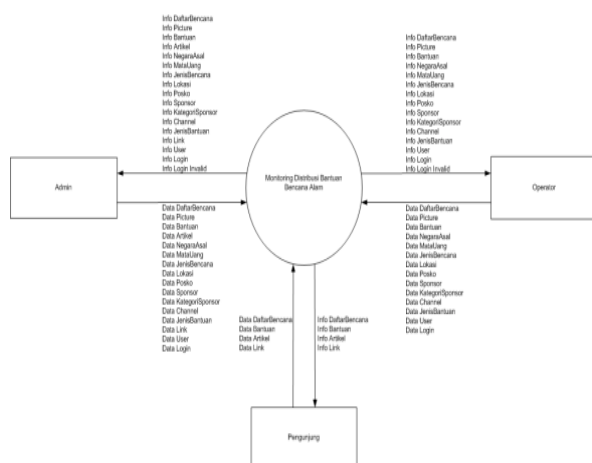 Info DaftarBencana
Info Picture
Info Bantuan
Info Artikel
Info NegaraAsal
Info MataUang
Info JenisBencana
Info Lokasi
Info Posko
Info Sponsor
Info KategoriSponsor
Info Channel
Info JenisBantuan
Info Link
Info User
Info Login
Info Login Invalid
Info DaftarBencana
Info Picture
Info Bantuan
Info NegaraAsal
Info MataUang
Info JenisBencana
Info Lokasi
Info Posko
Info Sponsor
Info KategoriSponsor
Info Channel
Info JenisBantuan
Info User
Info Login
Info Login Invalid
Admin
Monitoring Distribusi Bantuan
Bencana Alam
Operator
Data DaftarBencana
Data Picture
Data Bantuan
Data Artikel
Data NegaraAsal
Data MataUang
Data JenisBencana
Data Lokasi
Data Posko
Data Sponsor
Data KategoriSponsor
Data Channel
Data JenisBantuan
Data Link
Data User
Data Login
Data DaftarBencana
Data Picture
Data Bantuan
Data NegaraAsal
Data MataUang
Data JenisBencana
Data Lokasi
Data Posko
Data Sponsor
Data KategoriSponsor
Data Channel
Data JenisBantuan
Data User
Data Login
Data DaftarBencana
Data Bantuan
Data Artikel
Data Link
Info DaftarBencana
Info Bantuan
Info Artikel
Info Link
Pengunjung